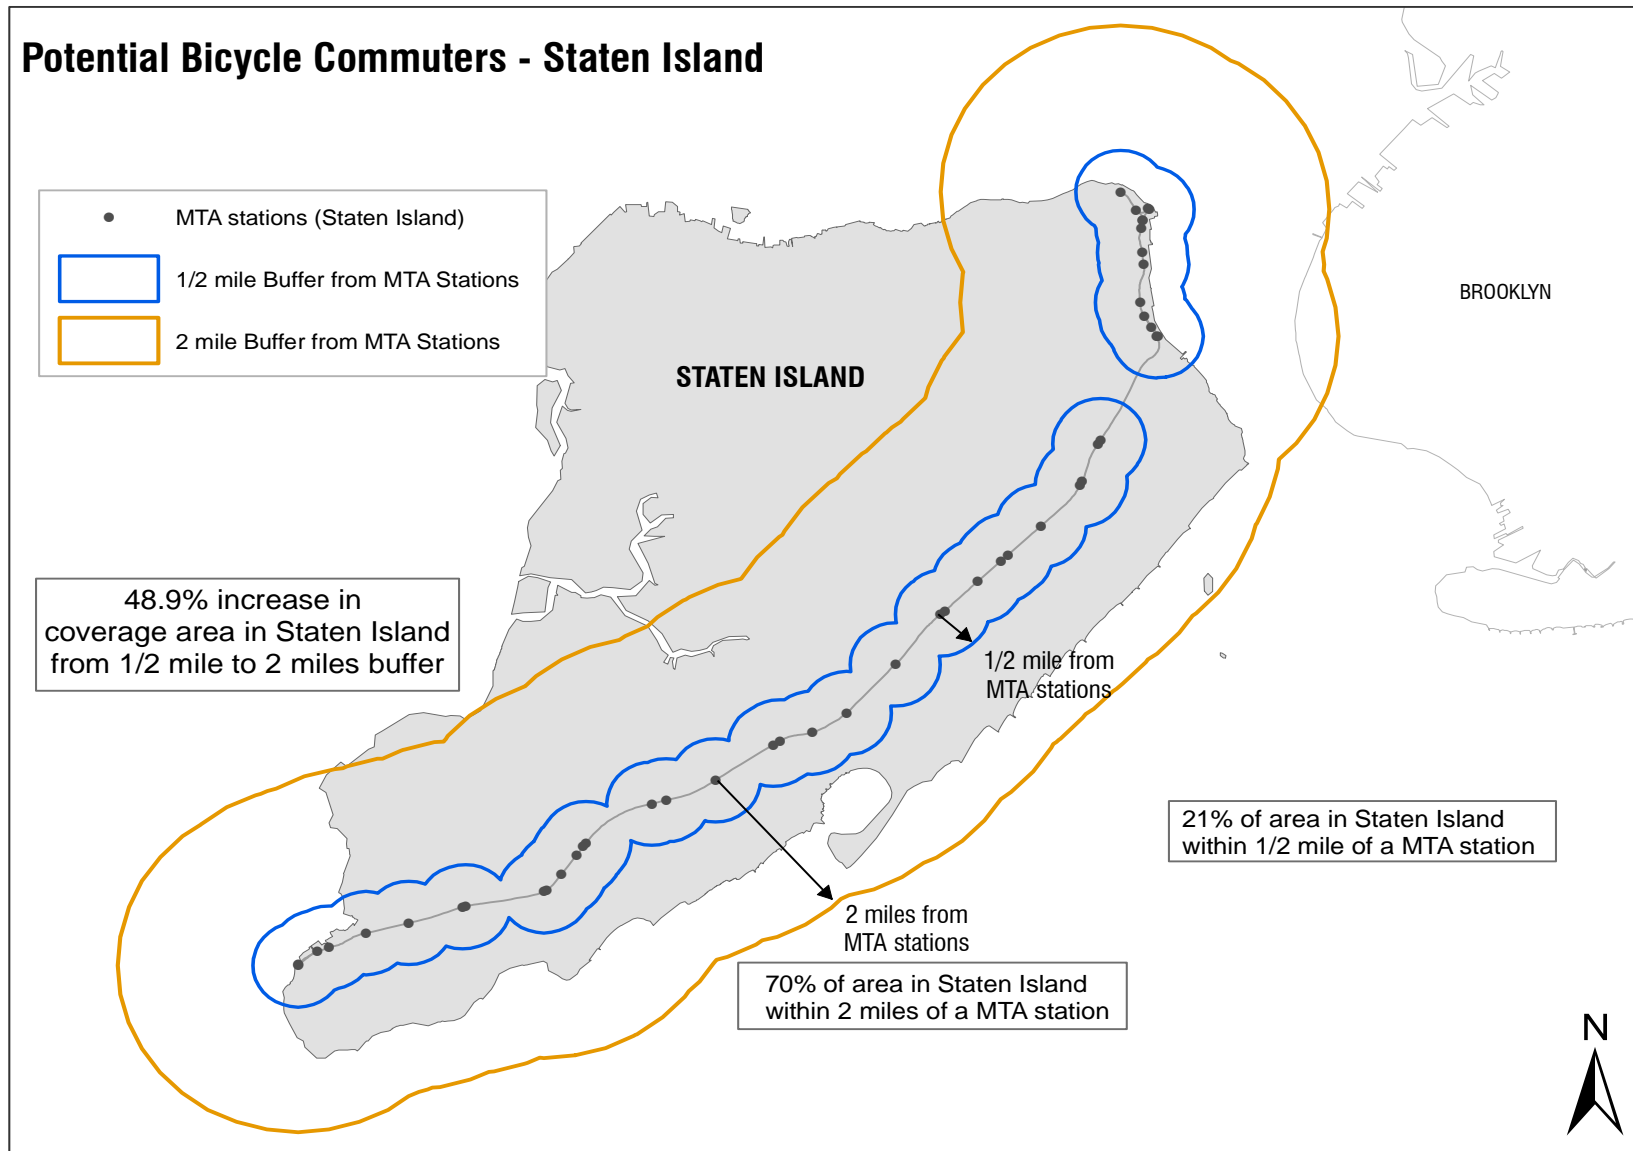 Potential Bicycle Commuters - Staten Island
MTA stations (Staten Island)
1/2 mile Buffer from MTA Stations
2 mile Buffer from MTA Stations
BROOKLYN
STATEN ISLAND
48.9% increase in
coverage area in Staten Island
from 1/2 mile to 2 miles buffer
1/2 mile from
MTA stations
21% of area in Staten Island
within 1/2 mile of a MTA station
2 miles from
MTA stations
70% of area in Staten Island
within 2 miles of a MTA station
N